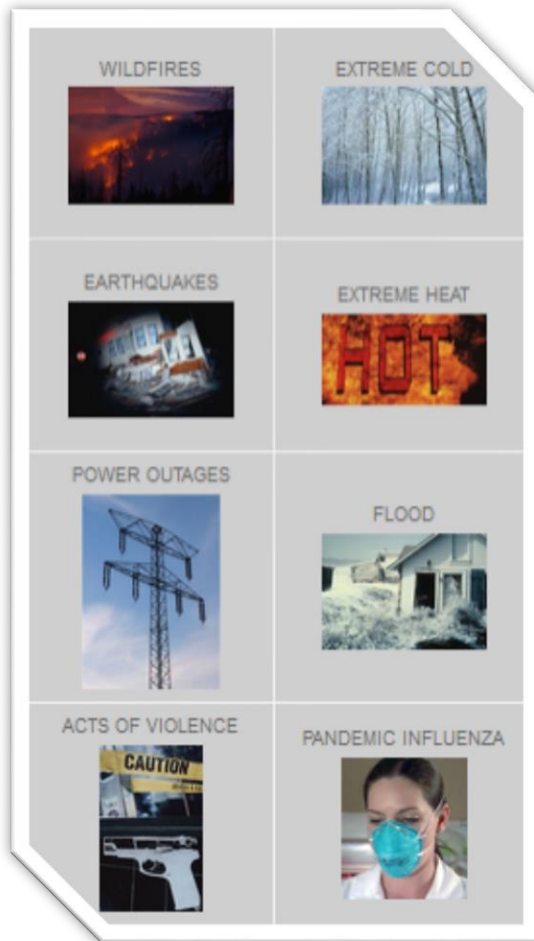 WILDFIRES
EXTREME COLD
EARTHQUAKES
EXTREME HEAT
HOT
POWER OUTAGES
FLOOD
ACTS OF VIOLENCE
CAUTION
PANDEMIC INFLUENZA